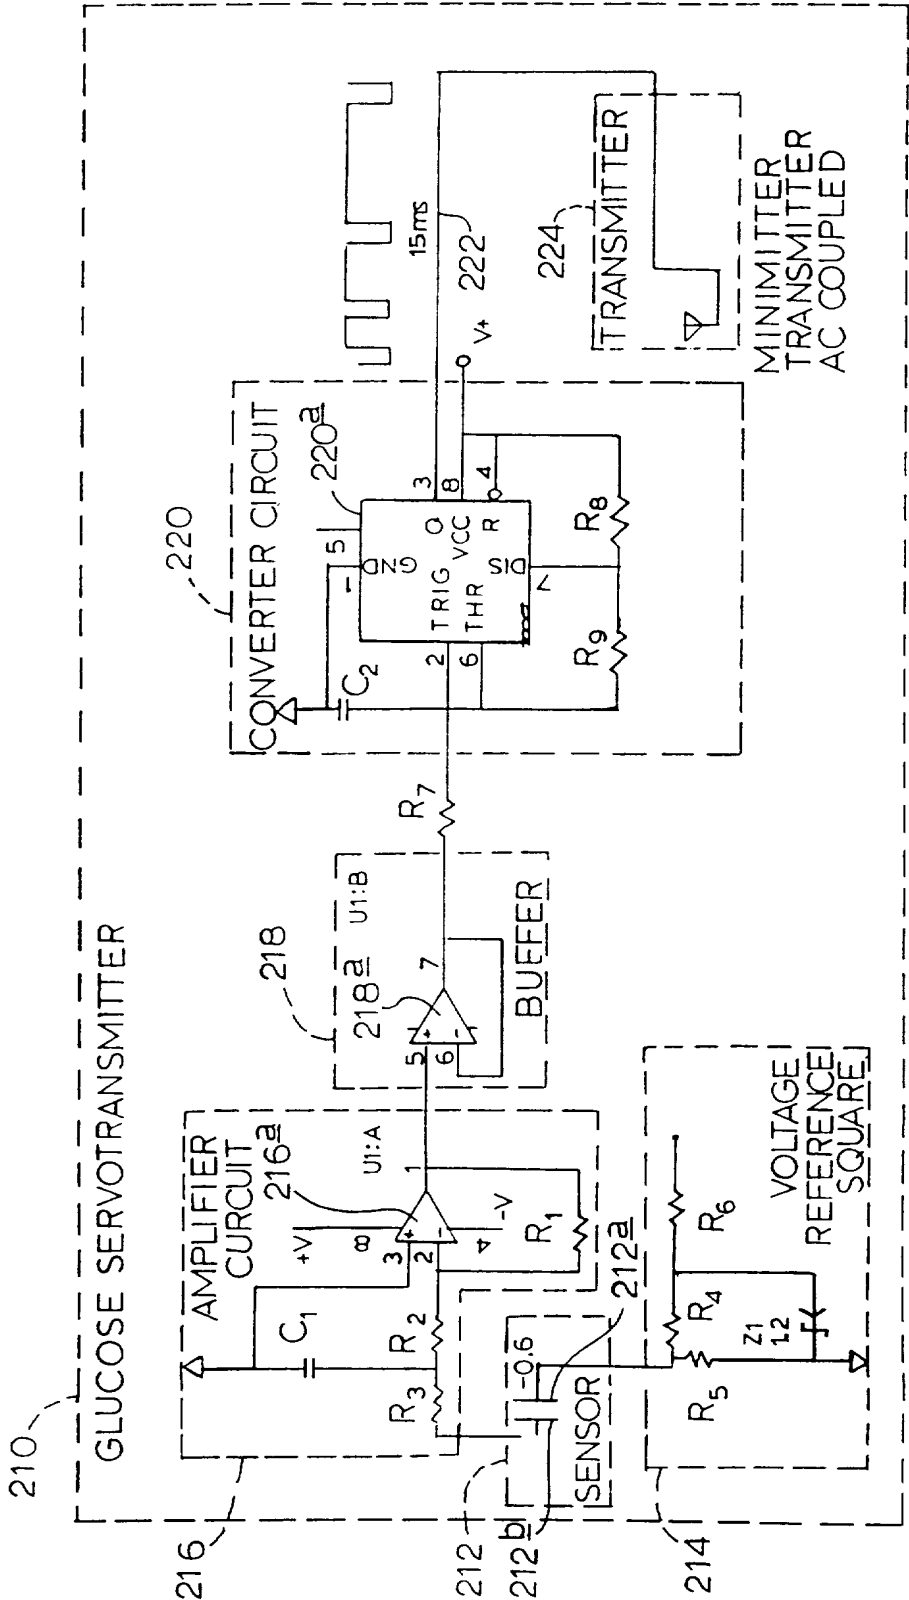 210
GLUCOSE SERVOTRANSMITTER
216
AMPLIFIER
CURCUIT
216a
U1:A
+V
8
3
2
1
4
-V
C1
R1
R2
R3
212
212b
212a
-0.6
SENSOR
214
R4
R5
R6
Z1
1.2
VOLTAGE
REFERENCE
SQUARE
218
218a
U1:B
5
6
7
BUFFER
R7
220
CONVERTER CIRCUIT
220a
C2
1
5
GND
2
TRIG
6
THR
Q
3
VCC
8
R
4
DIS
7
R9
R8
V+
15ms
222
224
TRANSMITTER
MINIMITTER
TRANSMITTER
AC COUPLED